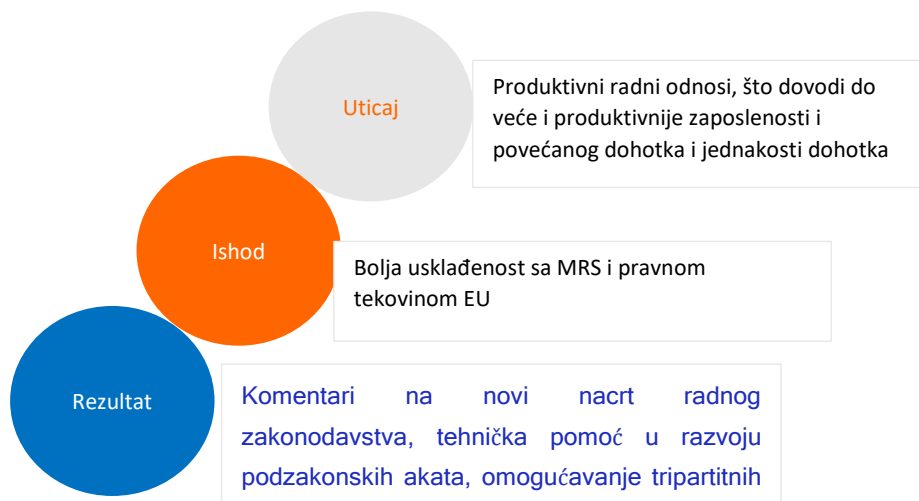 Uticaj
Produktivni radni odnosi, što dovodi do
veće i produktivnije zaposlenosti i
povećanog dohotka i jednakosti dohotka
Ishod
Bolja usklađenost sa MRS i pravnom
tekovinom EU
Rezultat
Komentari na novi nacrt radnog
zakonodavstva, tehnička pomoć u razvoju
podzakonskih akata, omogućavanje tripartitnih